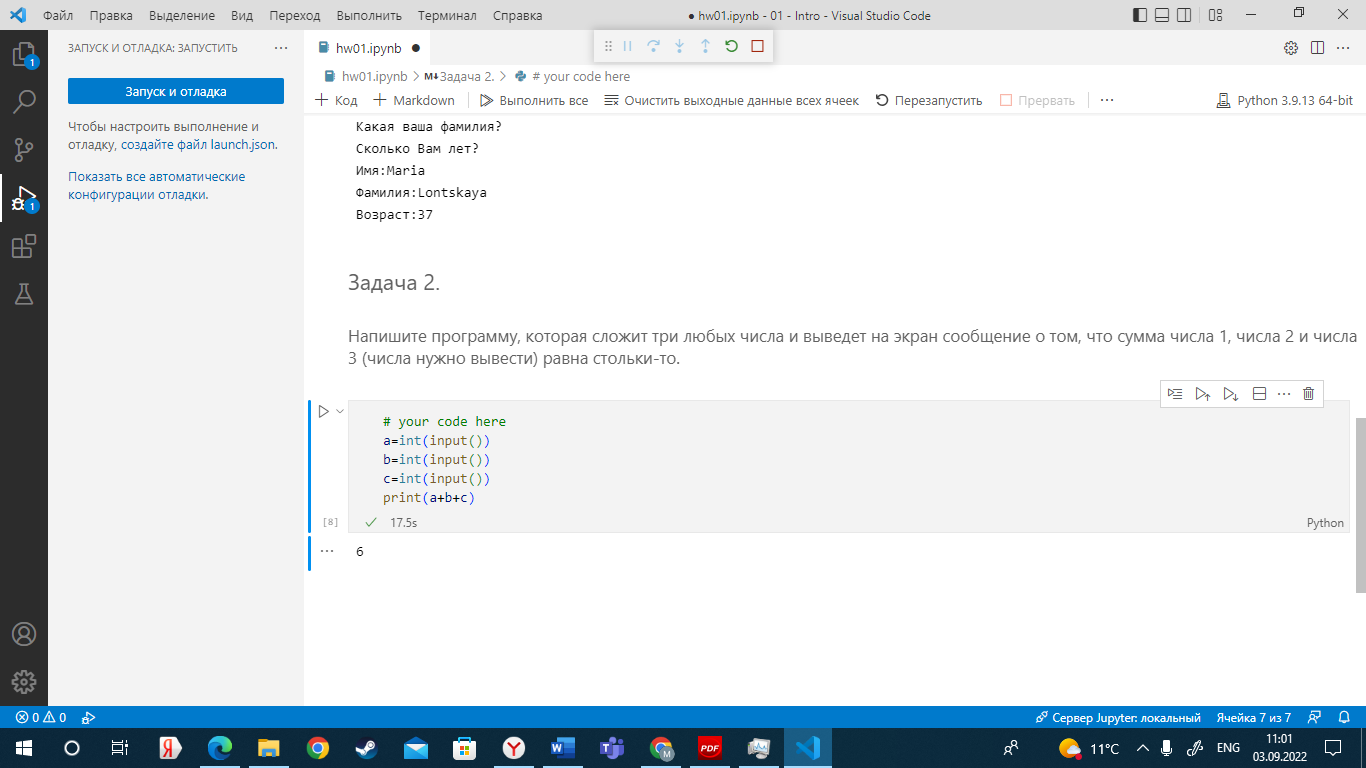 Файл Правка Выделение Вид Переход Выполнить Терминал Справка ● hw01.ipynb - 01 - Intro - Visual Studio Code
ЗАПУСК И ОТЛАДКА: ЗАПУСТИТЬ ···
hw01.ipynb ●
1
Запуск и отладка
Чтобы настроить выполнение и
отладку, создайте файл launch.json.
Показать все автоматические
конфигурации отладки.
1
hw01.ipynb > M↓Задача 2. > # your code here
+ Код + Markdown Выполнить все Очистить выходные данные всех ячеек Перезапустить Прервать ··· Python 3.9.13 64-bit
Какая ваша фамилия?
Сколько Вам лет?
Имя:Maria
Фамилия:Lontskaya
Возраст:37
Задача 2.
Напишите программу, которая сложит три любых числа и выведет на экран сообщение о том, что сумма числа 1, числа 2 и числа
3 (числа нужно вывести) равна стольки-то.
# your code here
a=int(input())
b=int(input())
c=int(input())
print(a+b+c)
[8] ✓ 17.5s Python
··· 6
0 0 Сервер Jupyter: локальный Ячейка 7 из 7
Я Y W T M PDF 11°C ENG 11:01
03.09.2022